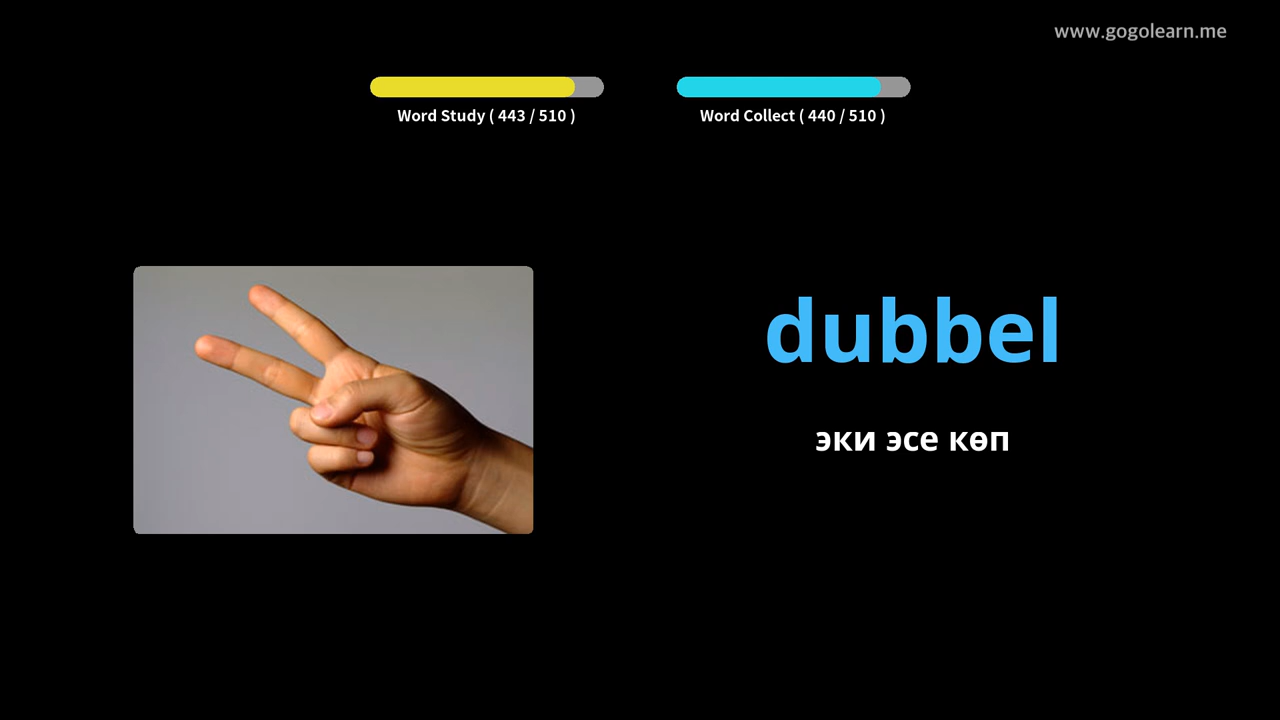 www.gogolearn.me
Word Study ( 443 / 510 )
Word Collect ( 440 / 510 )
dubbel
эки эсе көп